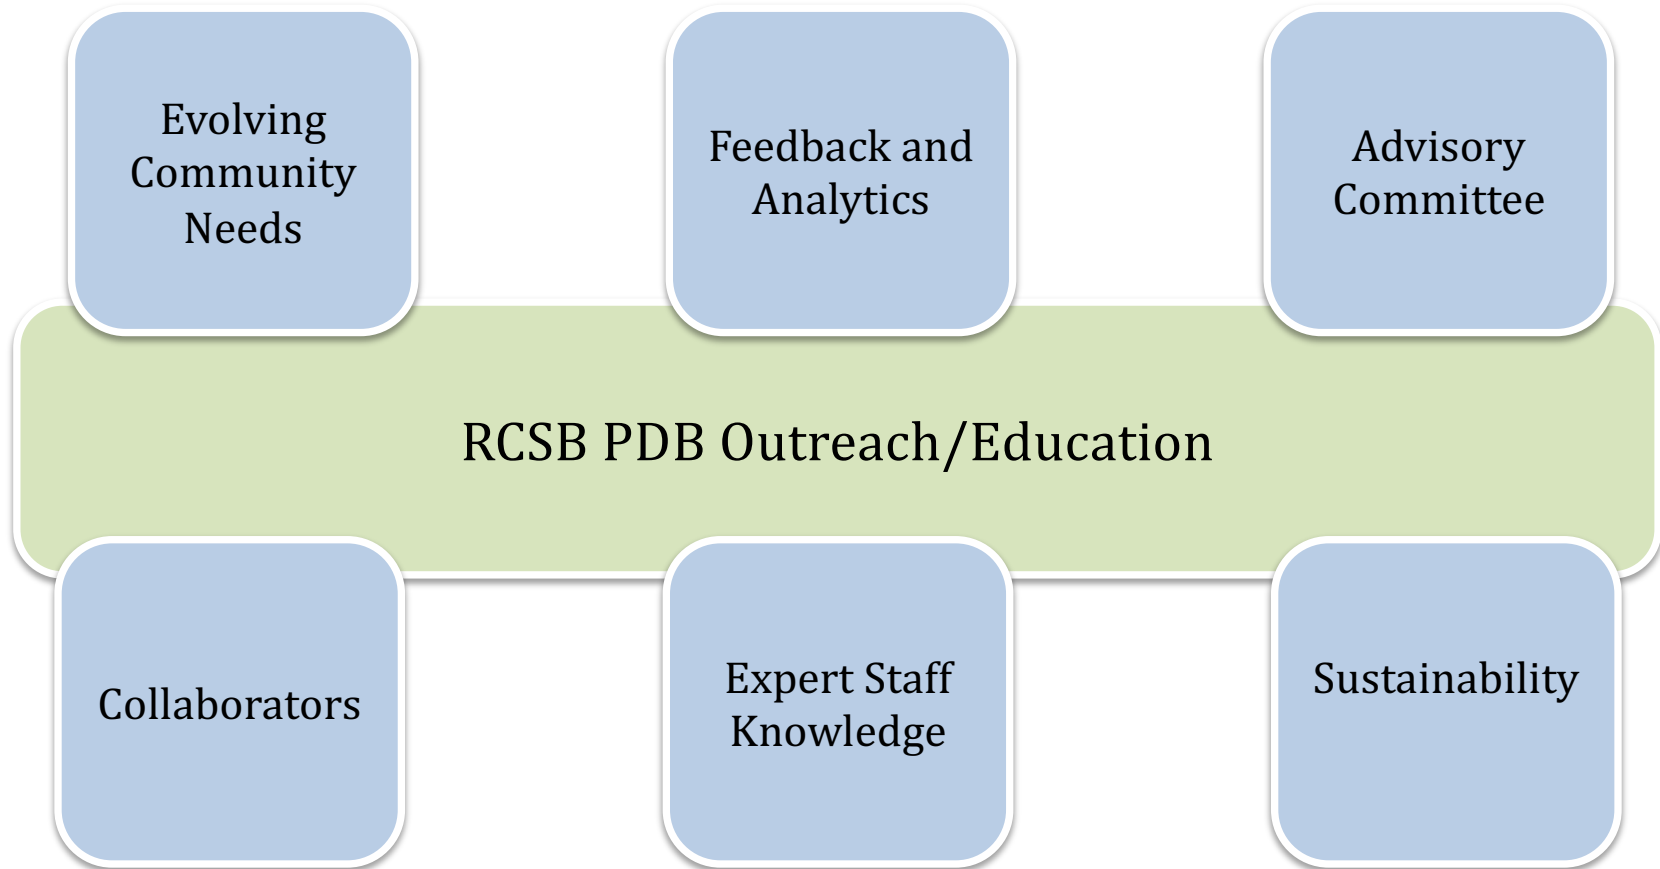 Evolving
Community
Needs
Feedback and
Analytics
Advisory
Committee
RCSB PDB Outreach/Education
Collaborators
Expert Staff
Knowledge
Sustainability